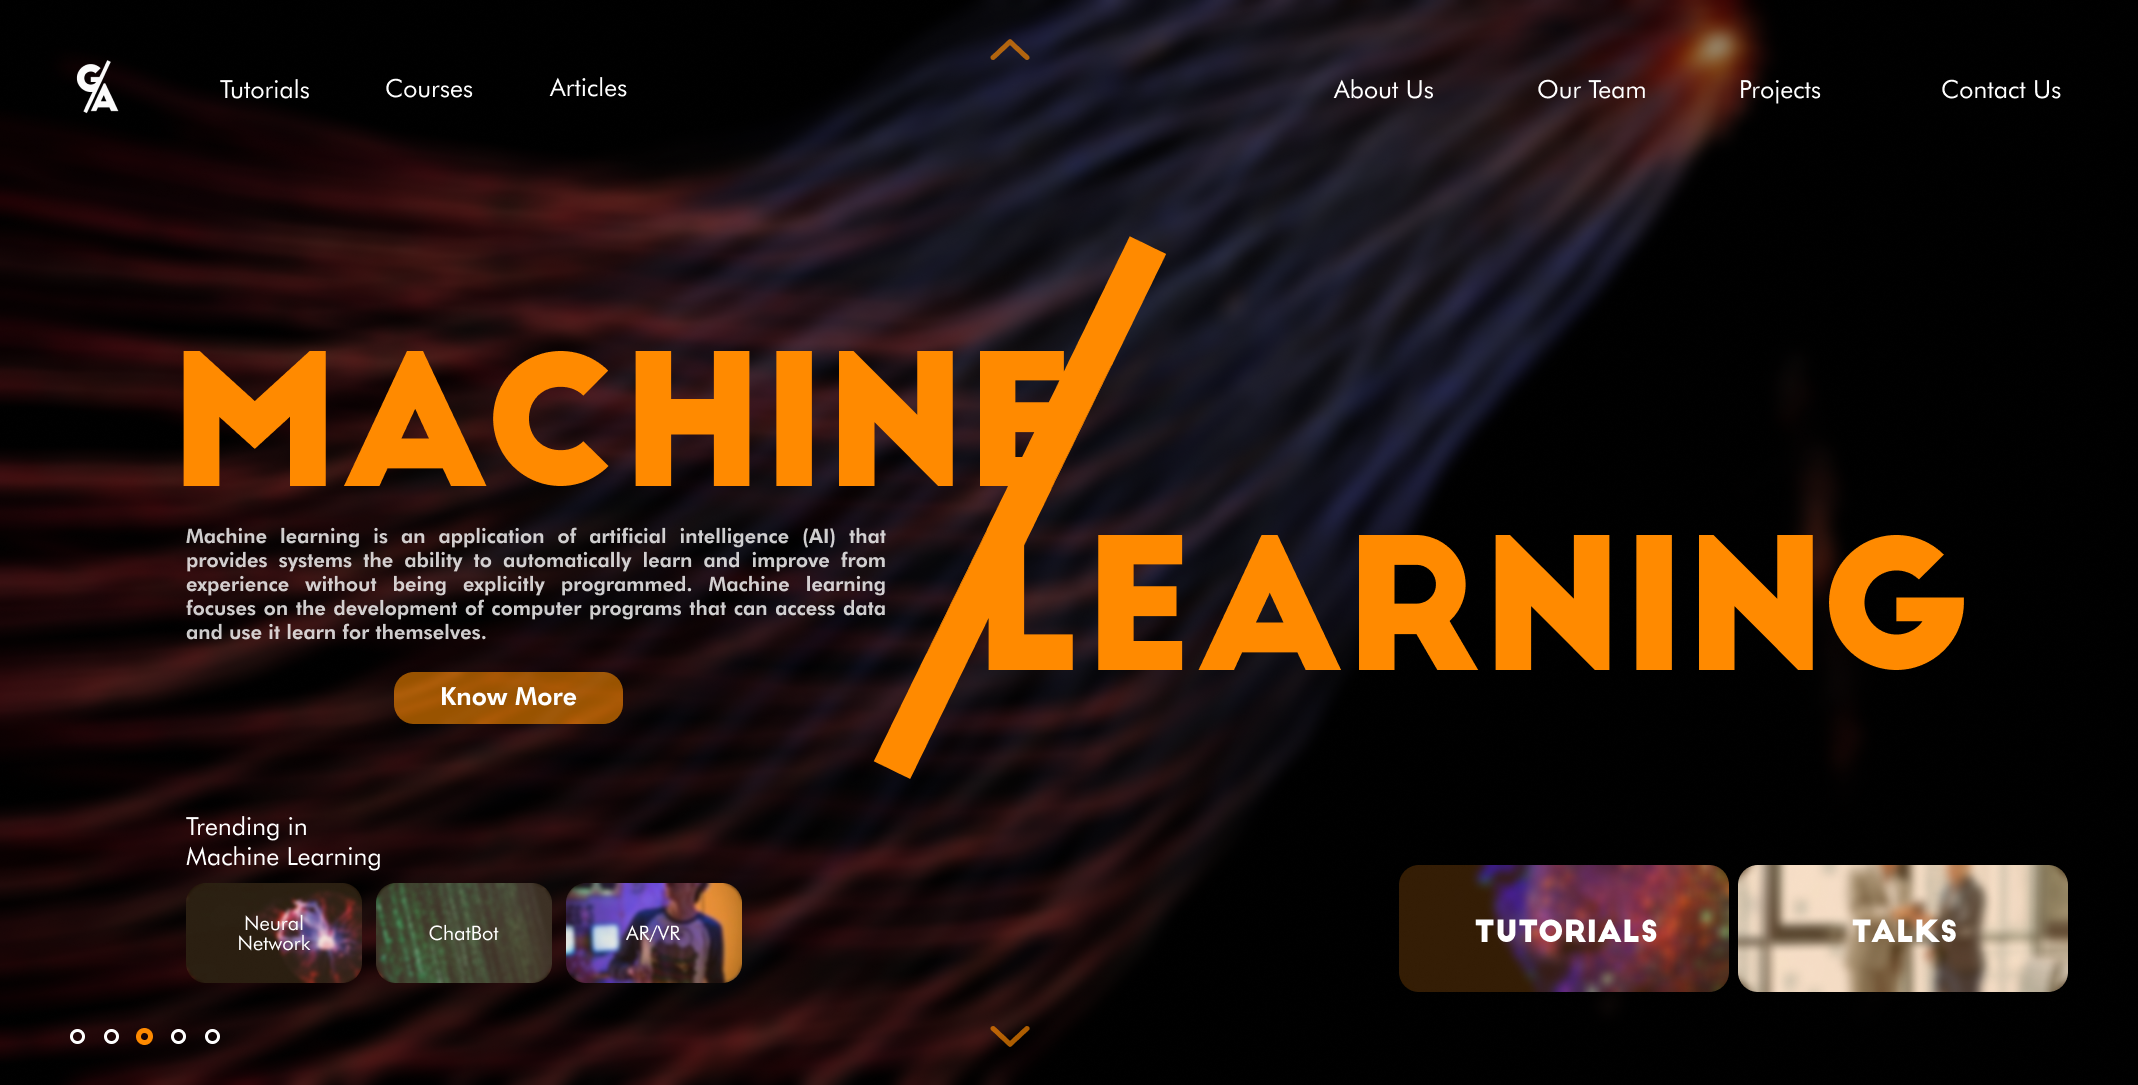 G/A
Tutorials
Courses
Articles
About Us
Our Team
Projects
Contact Us
MACHINE
LEARNING
Machine learning is an application of artificial intelligence (AI) that
provides systems the ability to automatically learn and improve from
experience without being explicitly programmed. Machine learning
focuses on the development of computer programs that can access data
and use it learn for themselves.
Know More
Trending in
Machine Learning
Neural
Network
ChatBot
AR/VR
TUTORIALS
TALKS